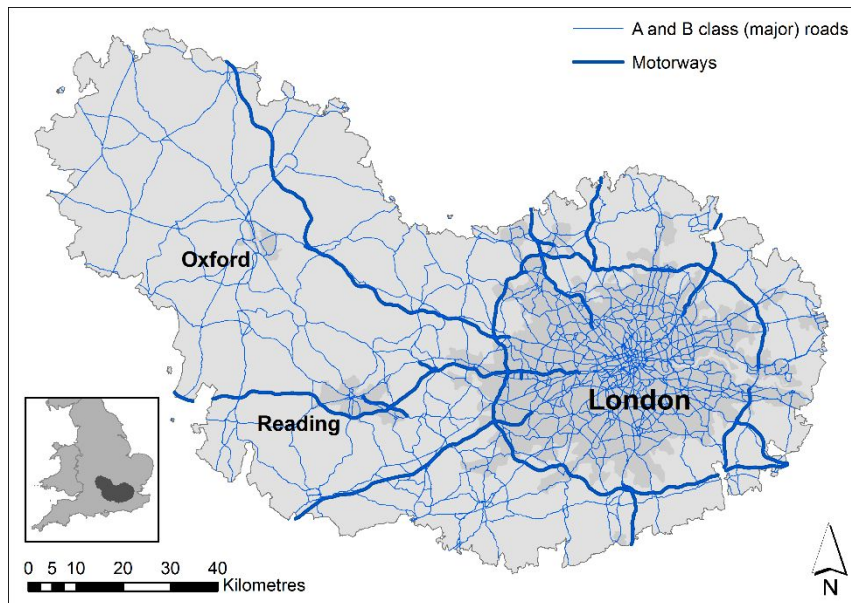 A and B class (major) roads
Motorways
Oxford
Reading
London
0 5 10 20 30 40
Kilometres
N